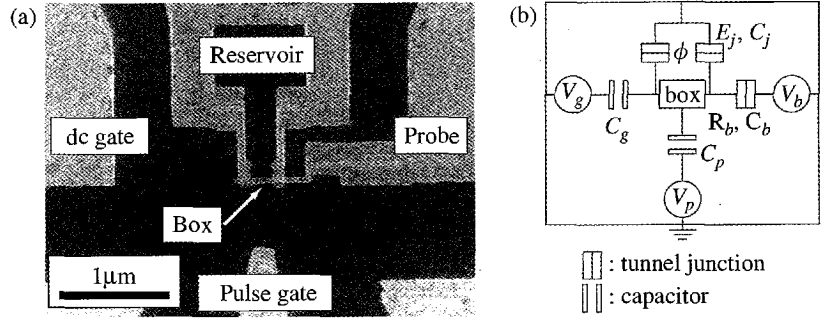 (a)
Reservoir
dc gate
Probe
Box
1μm
Pulse gate
(b)
E_j, C_j
ϕ
V_g
box
V_b
C_g
R_b, C_b
C_p
V_p
: tunnel junction
: capacitor